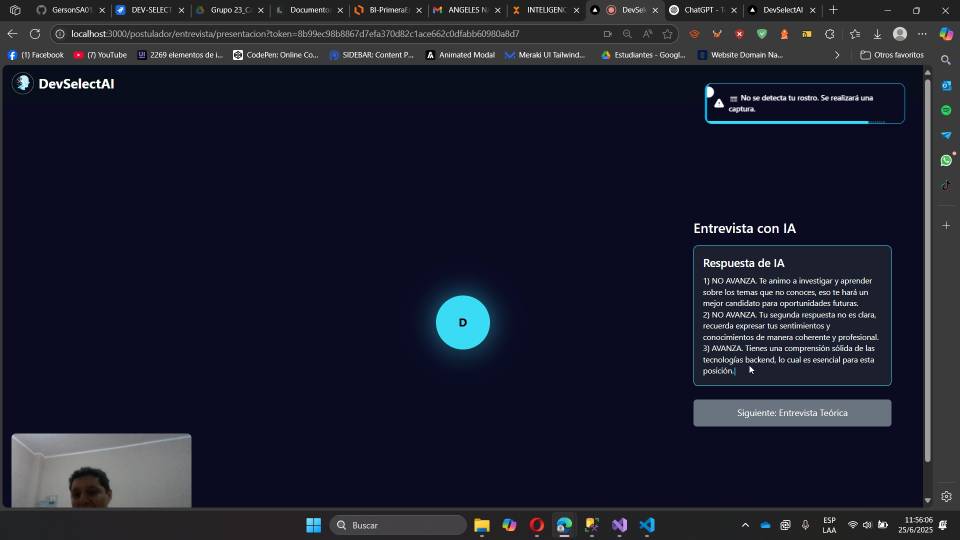 GersonSA01
DEV-SELECT
Grupo 23_C
Documento
BI-PrimeraE
ANGELES NA
INTELIGENC
DevSel
ChatGPT - T
DevSelectAI
localhost:3000/postulador/entrevista/presentacion?token=8b99ec98b8867d7efa370d82c1ace662c0dfabb60980a8d7
(1) Facebook
(7) YouTube
2269 elementos de i...
CodePen: Online Co...
SIDEBAR: Content P...
Animated Modal
Meraki UI Tailwind...
Estudiantes - Googl...
Website Domain Na...
Otros favoritos
DevSelectAI
No se detecta tu rostro. Se realizará una
captura.
Entrevista con IA
Respuesta de IA
1) NO AVANZA. Te animo a investigar y aprender
sobre los temas que no conoces, eso te hará un
mejor candidato para oportunidades futuras.
2) NO AVANZA. Tu segunda respuesta no es clara,
recuerda expresar tus sentimientos y
conocimientos de manera coherente y profesional.
3) AVANZA. Tienes una comprensión sólida de las
tecnologías backend, lo cual es esencial para esta
posición.
D
Siguiente: Entrevista Teórica
Buscar
ESP
LAA
11:56:06
25/6/2025